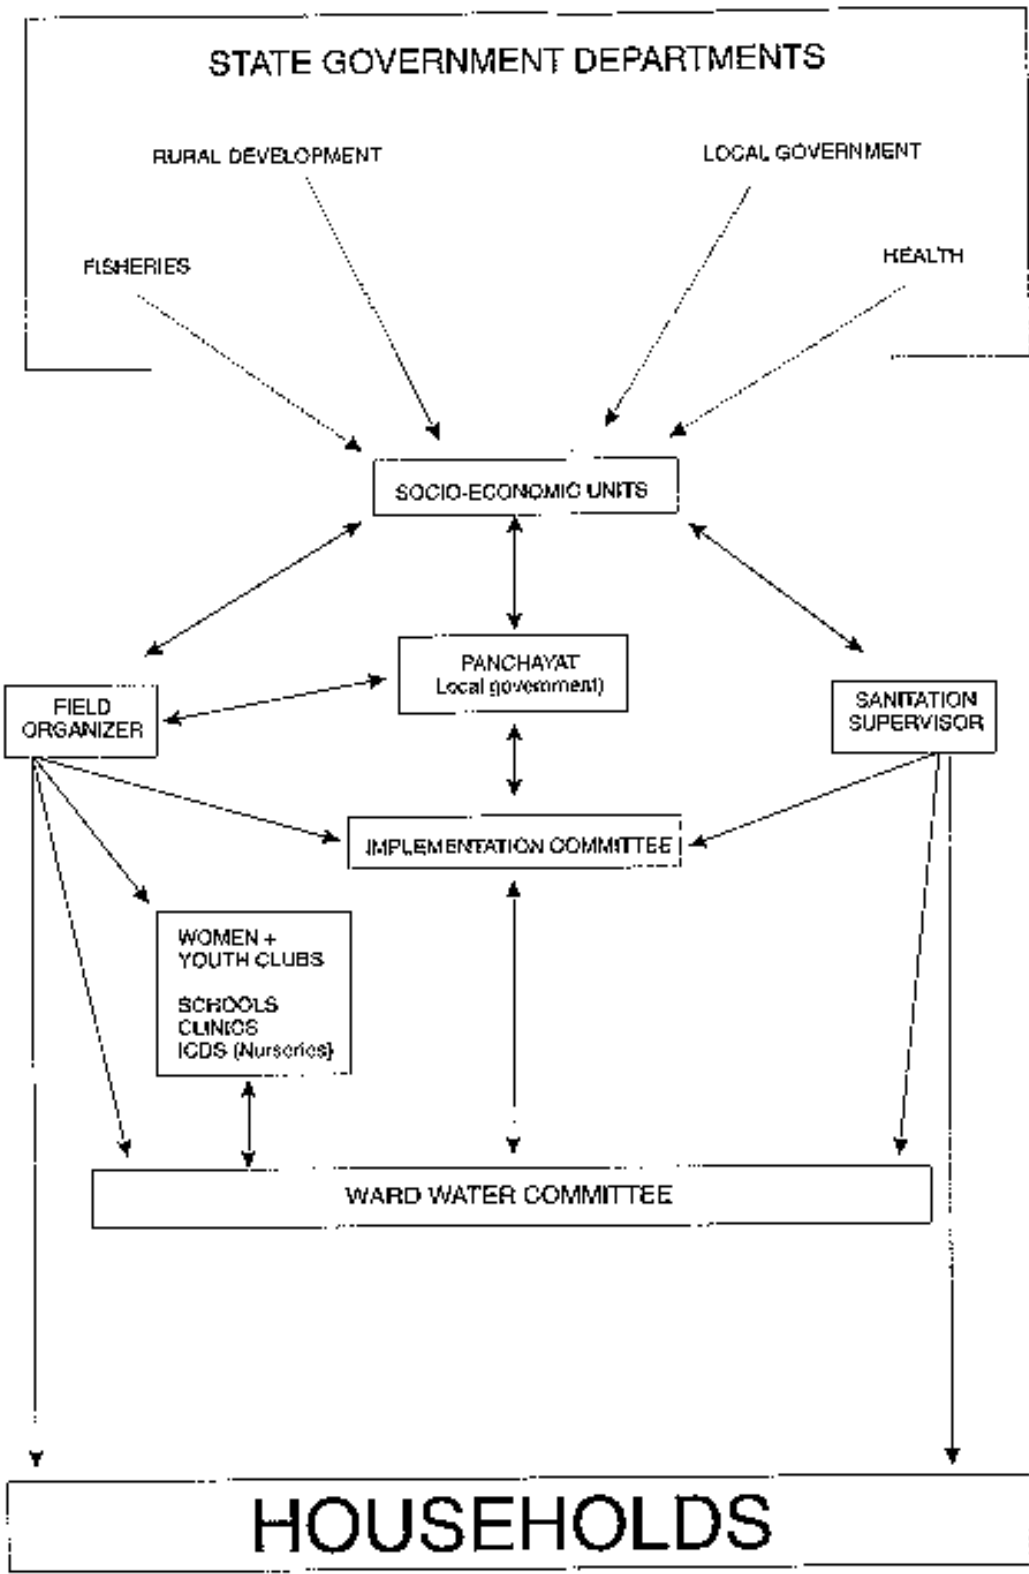 STATE GOVERNMENT DEPARTMENTS
RURAL DEVELOPMENT
LOCAL GOVERNMENT
FISHERIES
HEALTH
SOCIO-ECONOMIC UNITS
PANCHAYAT
Local government)
FIELD
ORGANIZER
SANITATION
SUPERVISOR
IMPLEMENTATION COMMITTEE
WOMEN +
YOUTH CLUBS
SCHOOLS
CLINICS
ICDS (Nurseries)
WARD WATER COMMITTEE
HOUSEHOLDS